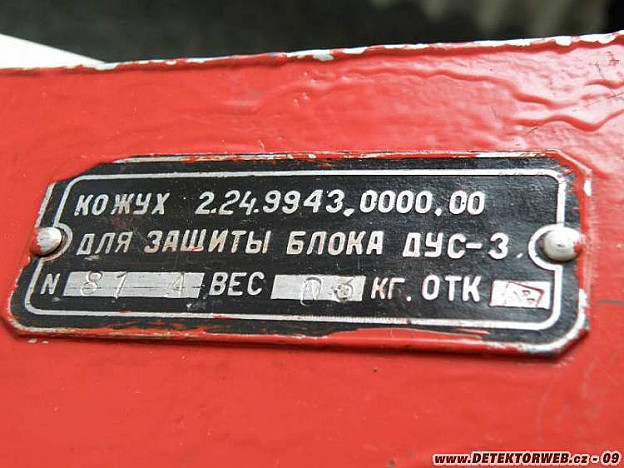 КОЖУХ 2.24.9943.0000.00
ДЛЯ ЗАЩИТЫ БЛОКА ДУС-3
N 81 ВЕС КГ. ОТК
www.DETEKTORWEB.cz - 09